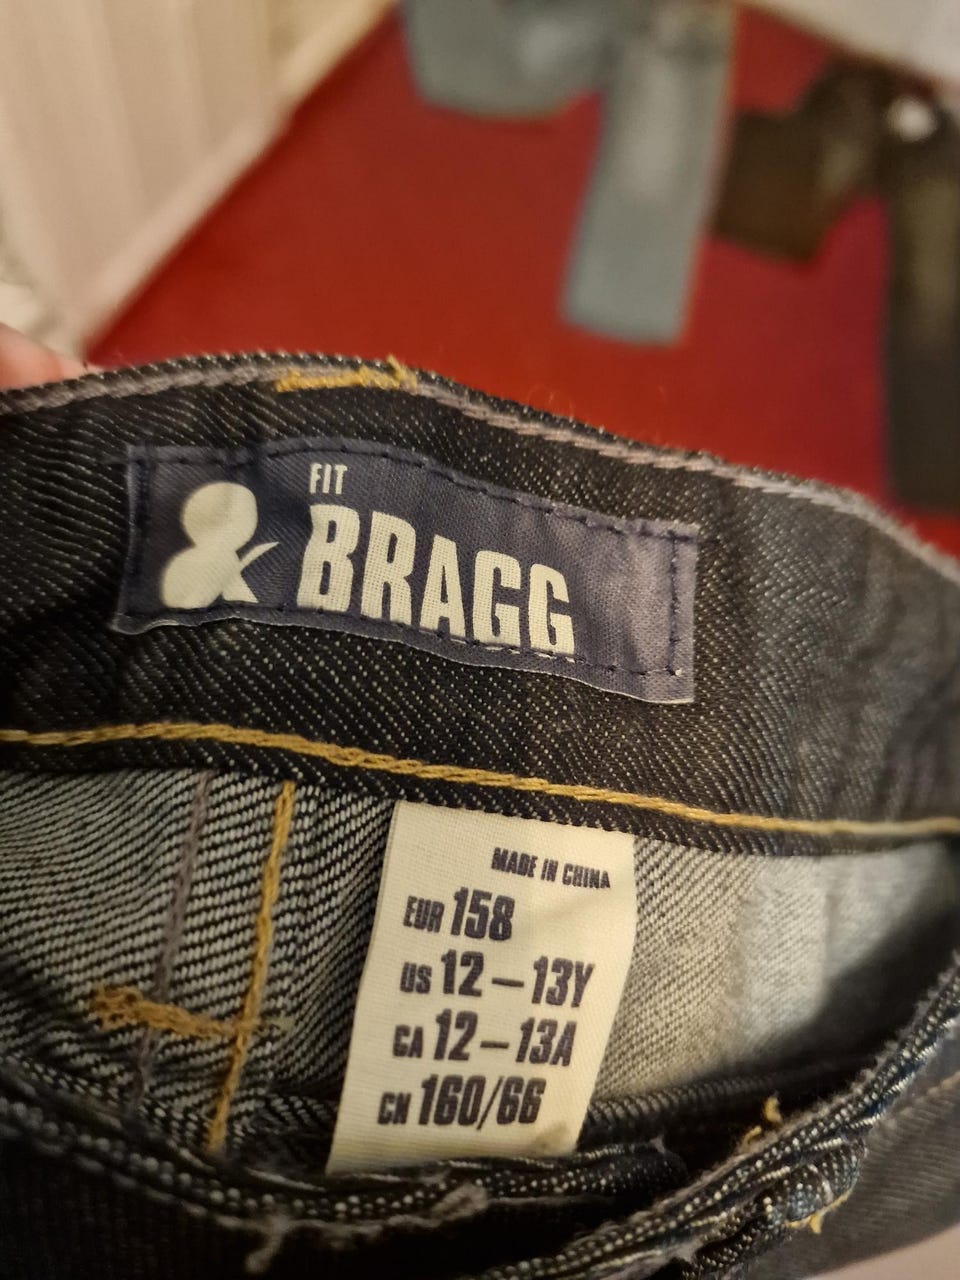 FIT
& BRAGG
MADE IN CHINA
EUR 158
US 12 – 13Y
CA 12 – 13A
CN 160/66